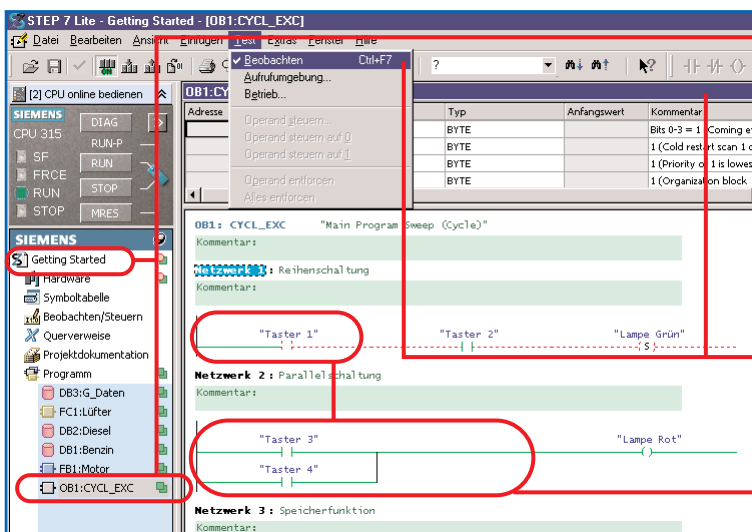 STEP 7 Lite - Getting Started - [OB1:CYCL_EXC]
Datei Bearbeiten Ansicht Einfügen Test Extras Fenster Hilfe
Beobachten Ctrl+F7
Aufrufumgebung...
Betrieb...
Operand steuern...
Operand steuern auf 0
Operand steuern auf 1
Operand entforcen
Alles entforcen
?
[2] CPU online bedienen
OB1:CYC
SIEMENS
CPU 315
DIAG
RUN-P
SF
RUN
FRCE
RUN
STOP
STOP
MRES
Adresse Typ Anfangswert Kommentar
BYTE Bits 0-3 = 1 (Coming e
BYTE 1 (Cold restart scan 1 o
BYTE 1 (Priority of 1 is lowes
BYTE 1 (Organization block
SIEMENS
Getting Started
Hardware
Symboltabelle
Beobachten/Steuern
Querverweise
Projektdokumentation
Programm
DB3:G_Daten
FC1:Lüfter
DB2:Diesel
DB1:Benzin
FB1:Motor
OB1:CYCL_EXC
OB1: CYCL_EXC "Main Program Sweep (Cycle)"
Kommentar:
Netzwerk 1: Reihenschaltung
Kommentar:
"Taster 1" "Taster 2" "Lampe Grün"
S
Netzwerk 2: Parallelschaltung
Kommentar:
"Taster 3" "Lampe Rot"
"Taster 4"
Netzwerk 3: Speicherfunktion
Kommentar: